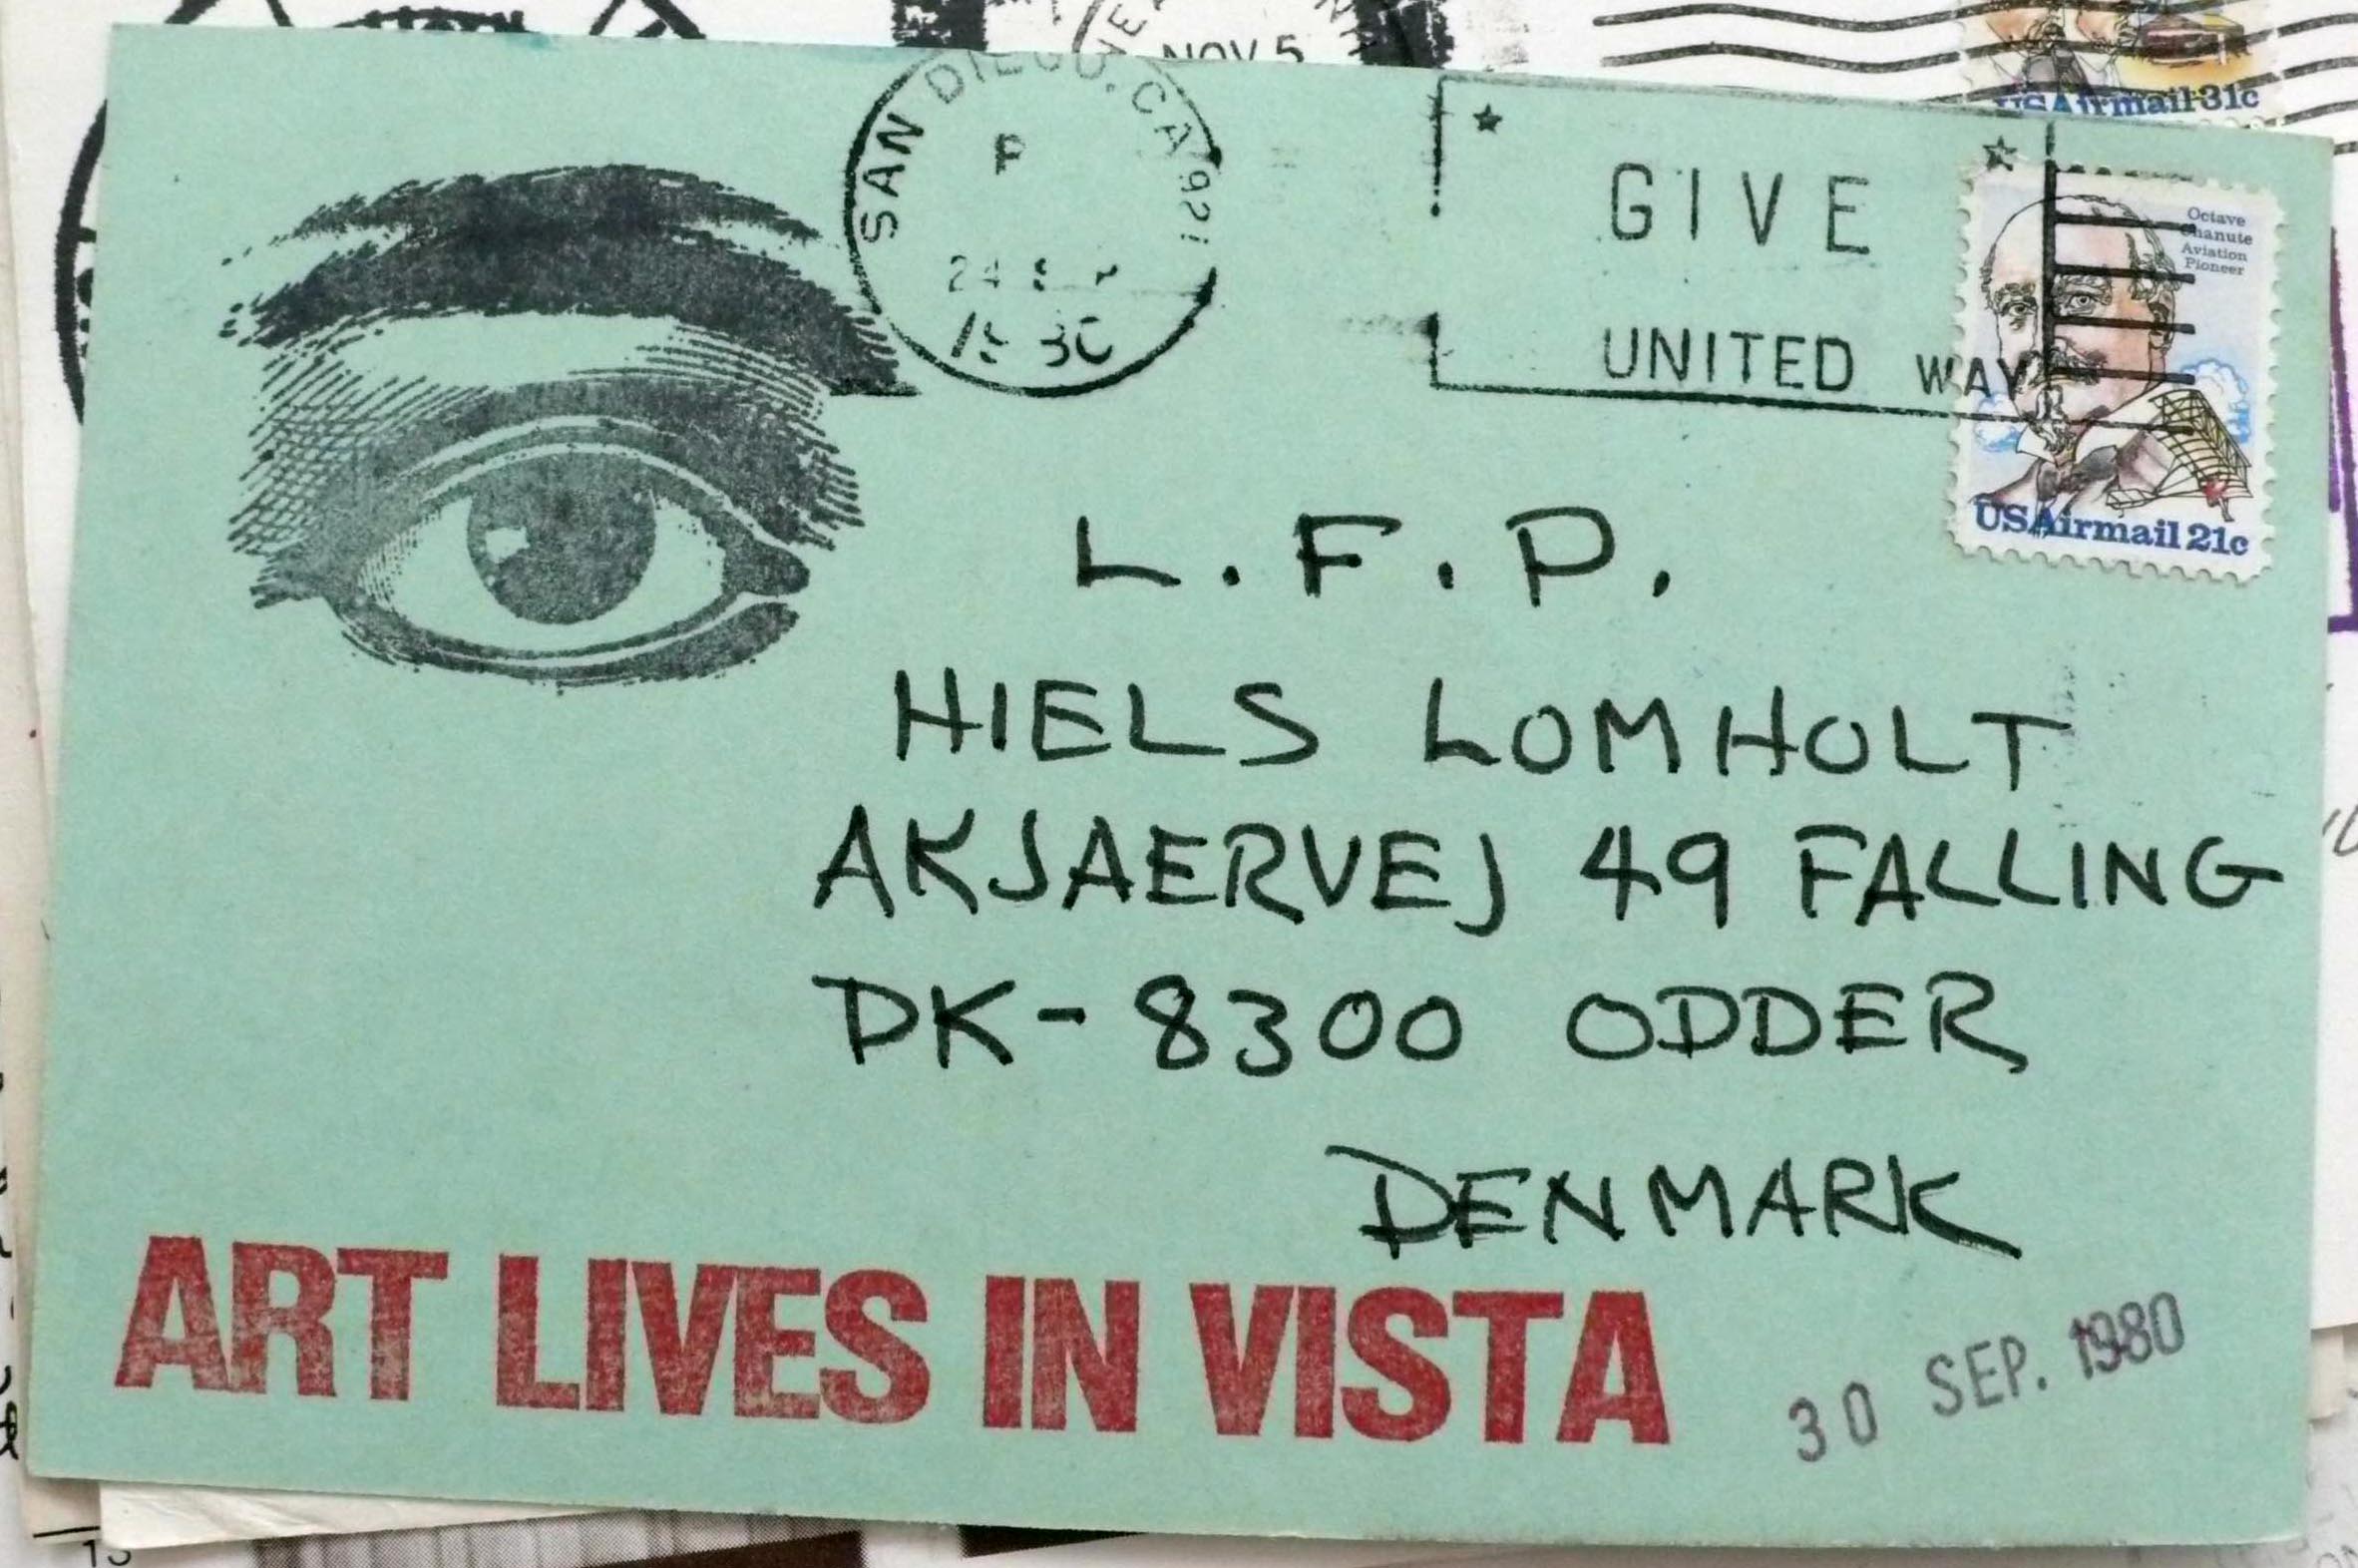 NOV 5
USAirmail 31c
SAN DIEGO, CA 921
P
24 SEP
1980
GIVE
UNITED WAY
Octave
Chanute
Aviation
Pioneer
USAirmail 21c
L.F.P.
HIELS LOMHOLT
AKJAERVEJ 49 FALLING
DK-8300 ODDER
DENMARK
ART LIVES IN VISTA
30 SEP. 1980
13